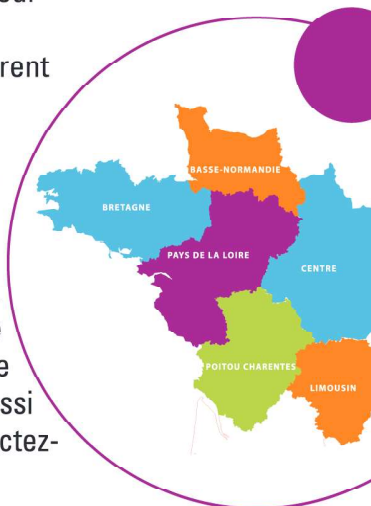 rent
e
ssi
ctez-
BASSE-NORMANDIE
BRETAGNE
PAYS DE LA LOIRE
CENTRE
POITOU CHARENTES
LIMOUSIN